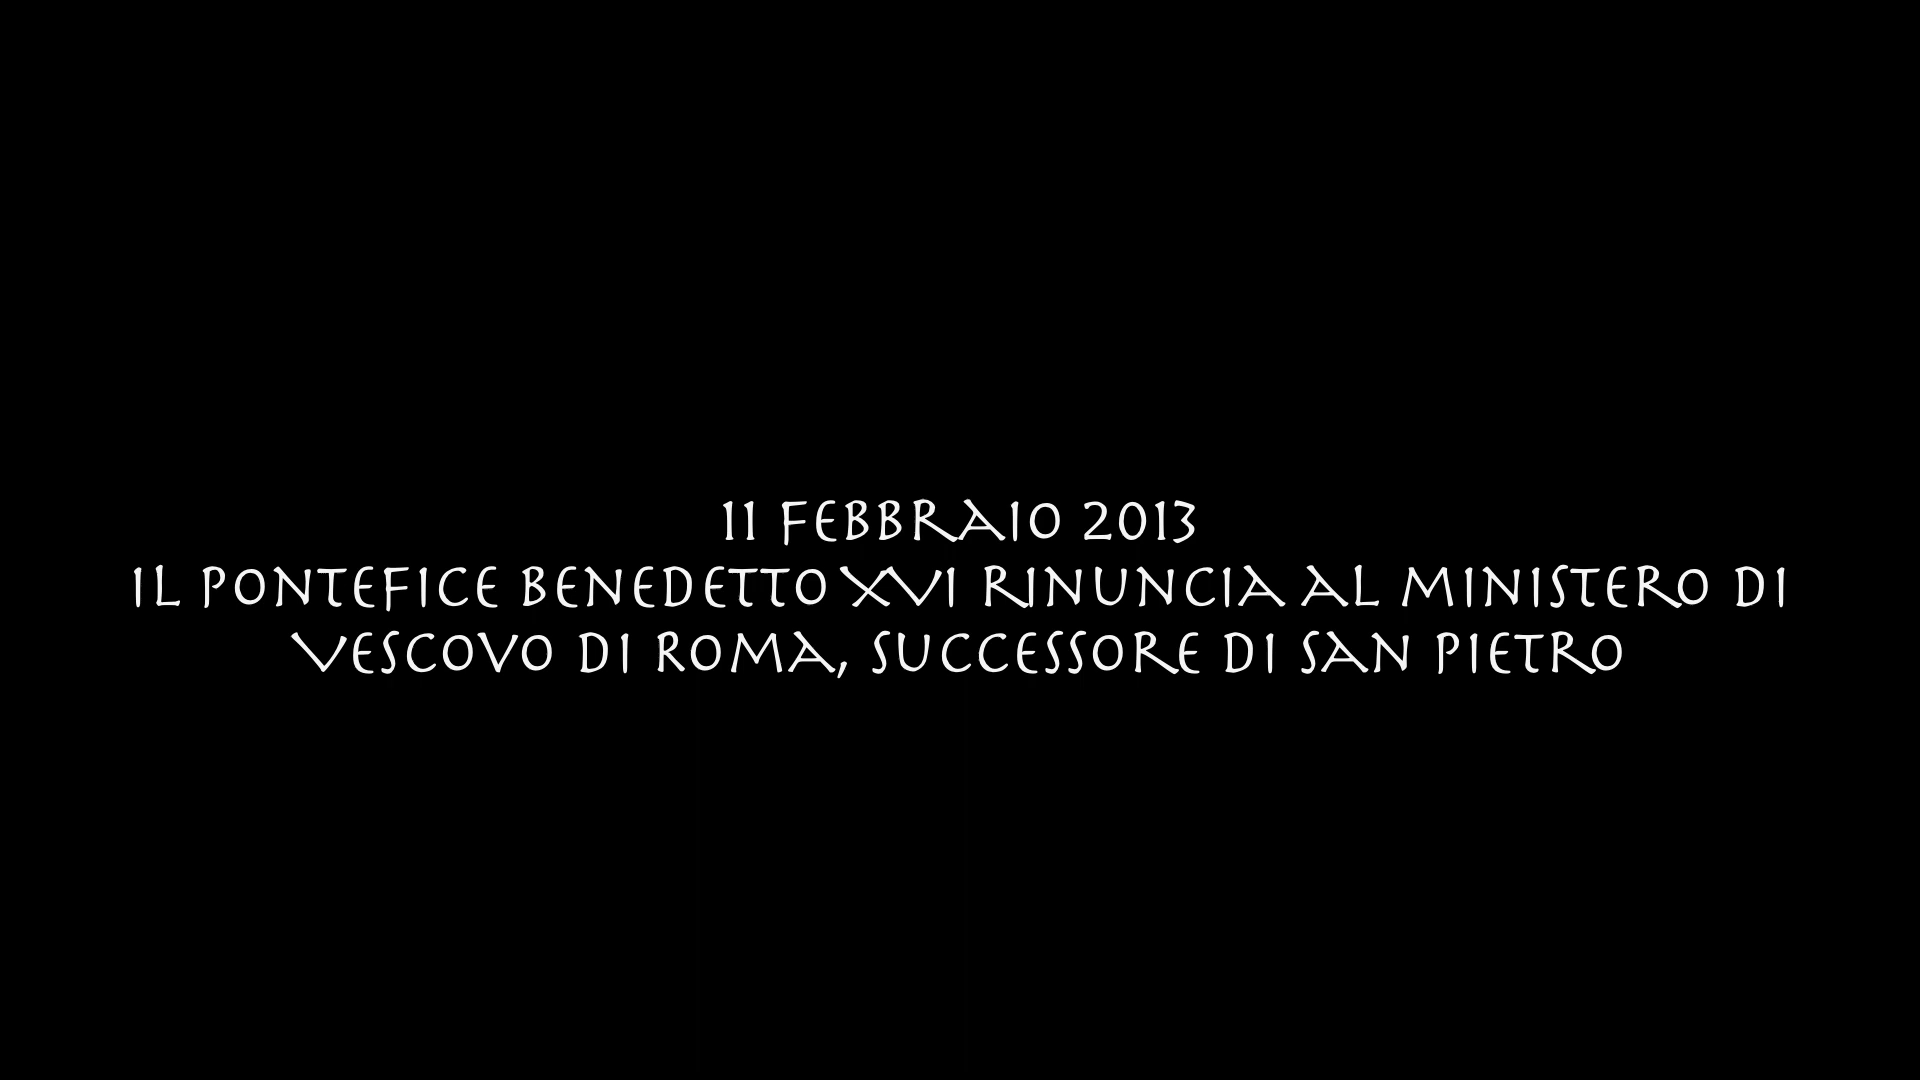 11 FEBBRAIO 2013
IL PONTEFICE BENEDETTO XVI RINUNCIA AL MINISTERO DI
VESCOVO DI ROMA, SUCCESSORE DI SAN PIETRO